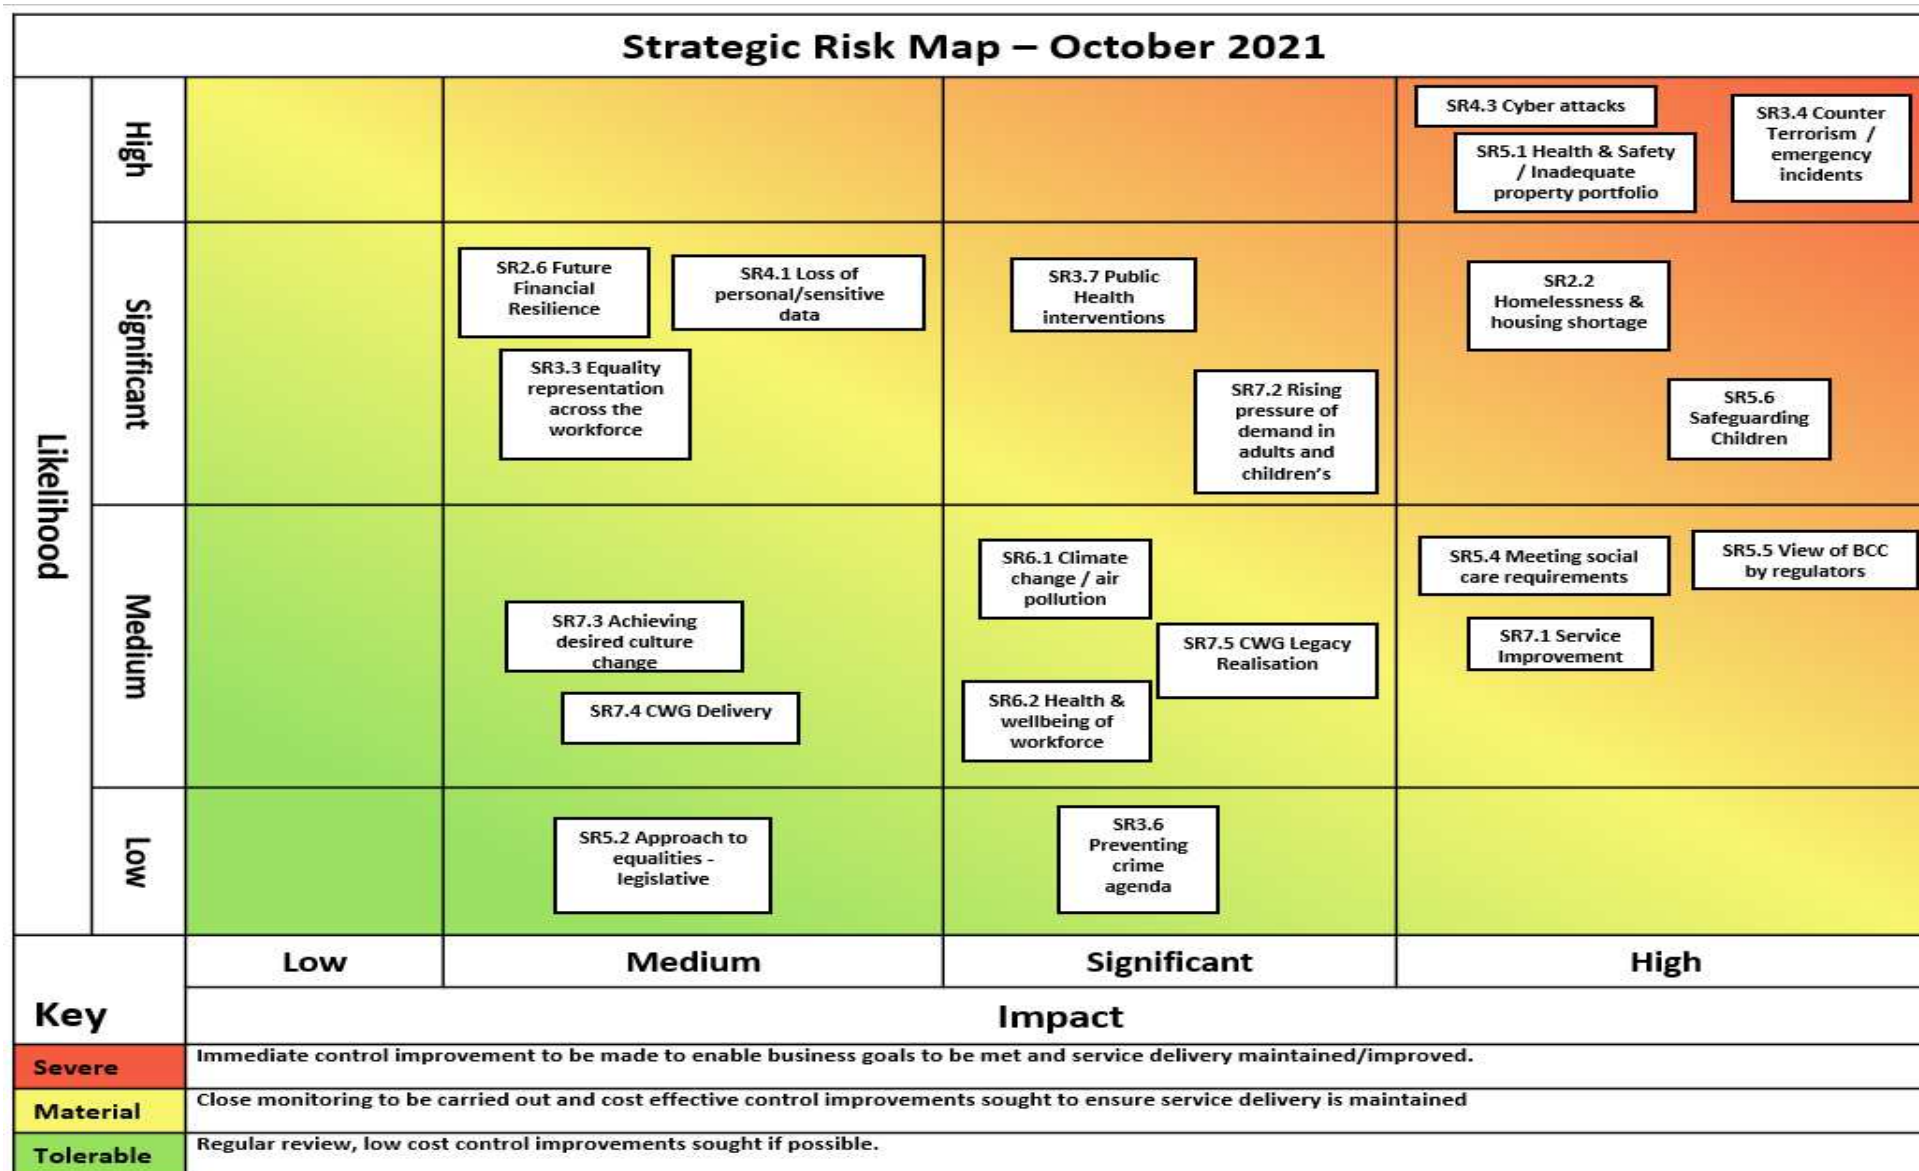 Strategic Risk Map – October 2021
Likelihood
High
SR4.3 Cyber attacks
SR5.1 Health & Safety
/ Inadequate
property portfolio
SR3.4 Counter
Terrorism /
emergency
incidents
Significant
SR2.6 Future
Financial
Resilience
SR4.1 Loss of
personal/sensitive
data
SR3.3 Equality
representation
across the
workforce
SR3.7 Public
Health
interventions
SR7.2 Rising
pressure of
demand in
adults and
children's
SR2.2
Homelessness &
housing shortage
SR5.6
Safeguarding
Children
Medium
SR7.3 Achieving
desired culture
change
SR7.4 CWG Delivery
SR6.1 Climate
change / air
pollution
SR7.5 CWG Legacy
Realisation
SR6.2 Health &
wellbeing of
workforce
SR5.4 Meeting social
care requirements
SR5.5 View of BCC
by regulators
SR7.1 Service
Improvement
Low
SR5.2 Approach to
equalities -
legislative
SR3.6
Preventing
crime
agenda
Low
Medium
Significant
High
Key
Impact
Severe
Immediate control improvement to be made to enable business goals to be met and service delivery maintained/improved.
Material
Close monitoring to be carried out and cost effective control improvements sought to ensure service delivery is maintained
Tolerable
Regular review, low cost control improvements sought if possible.